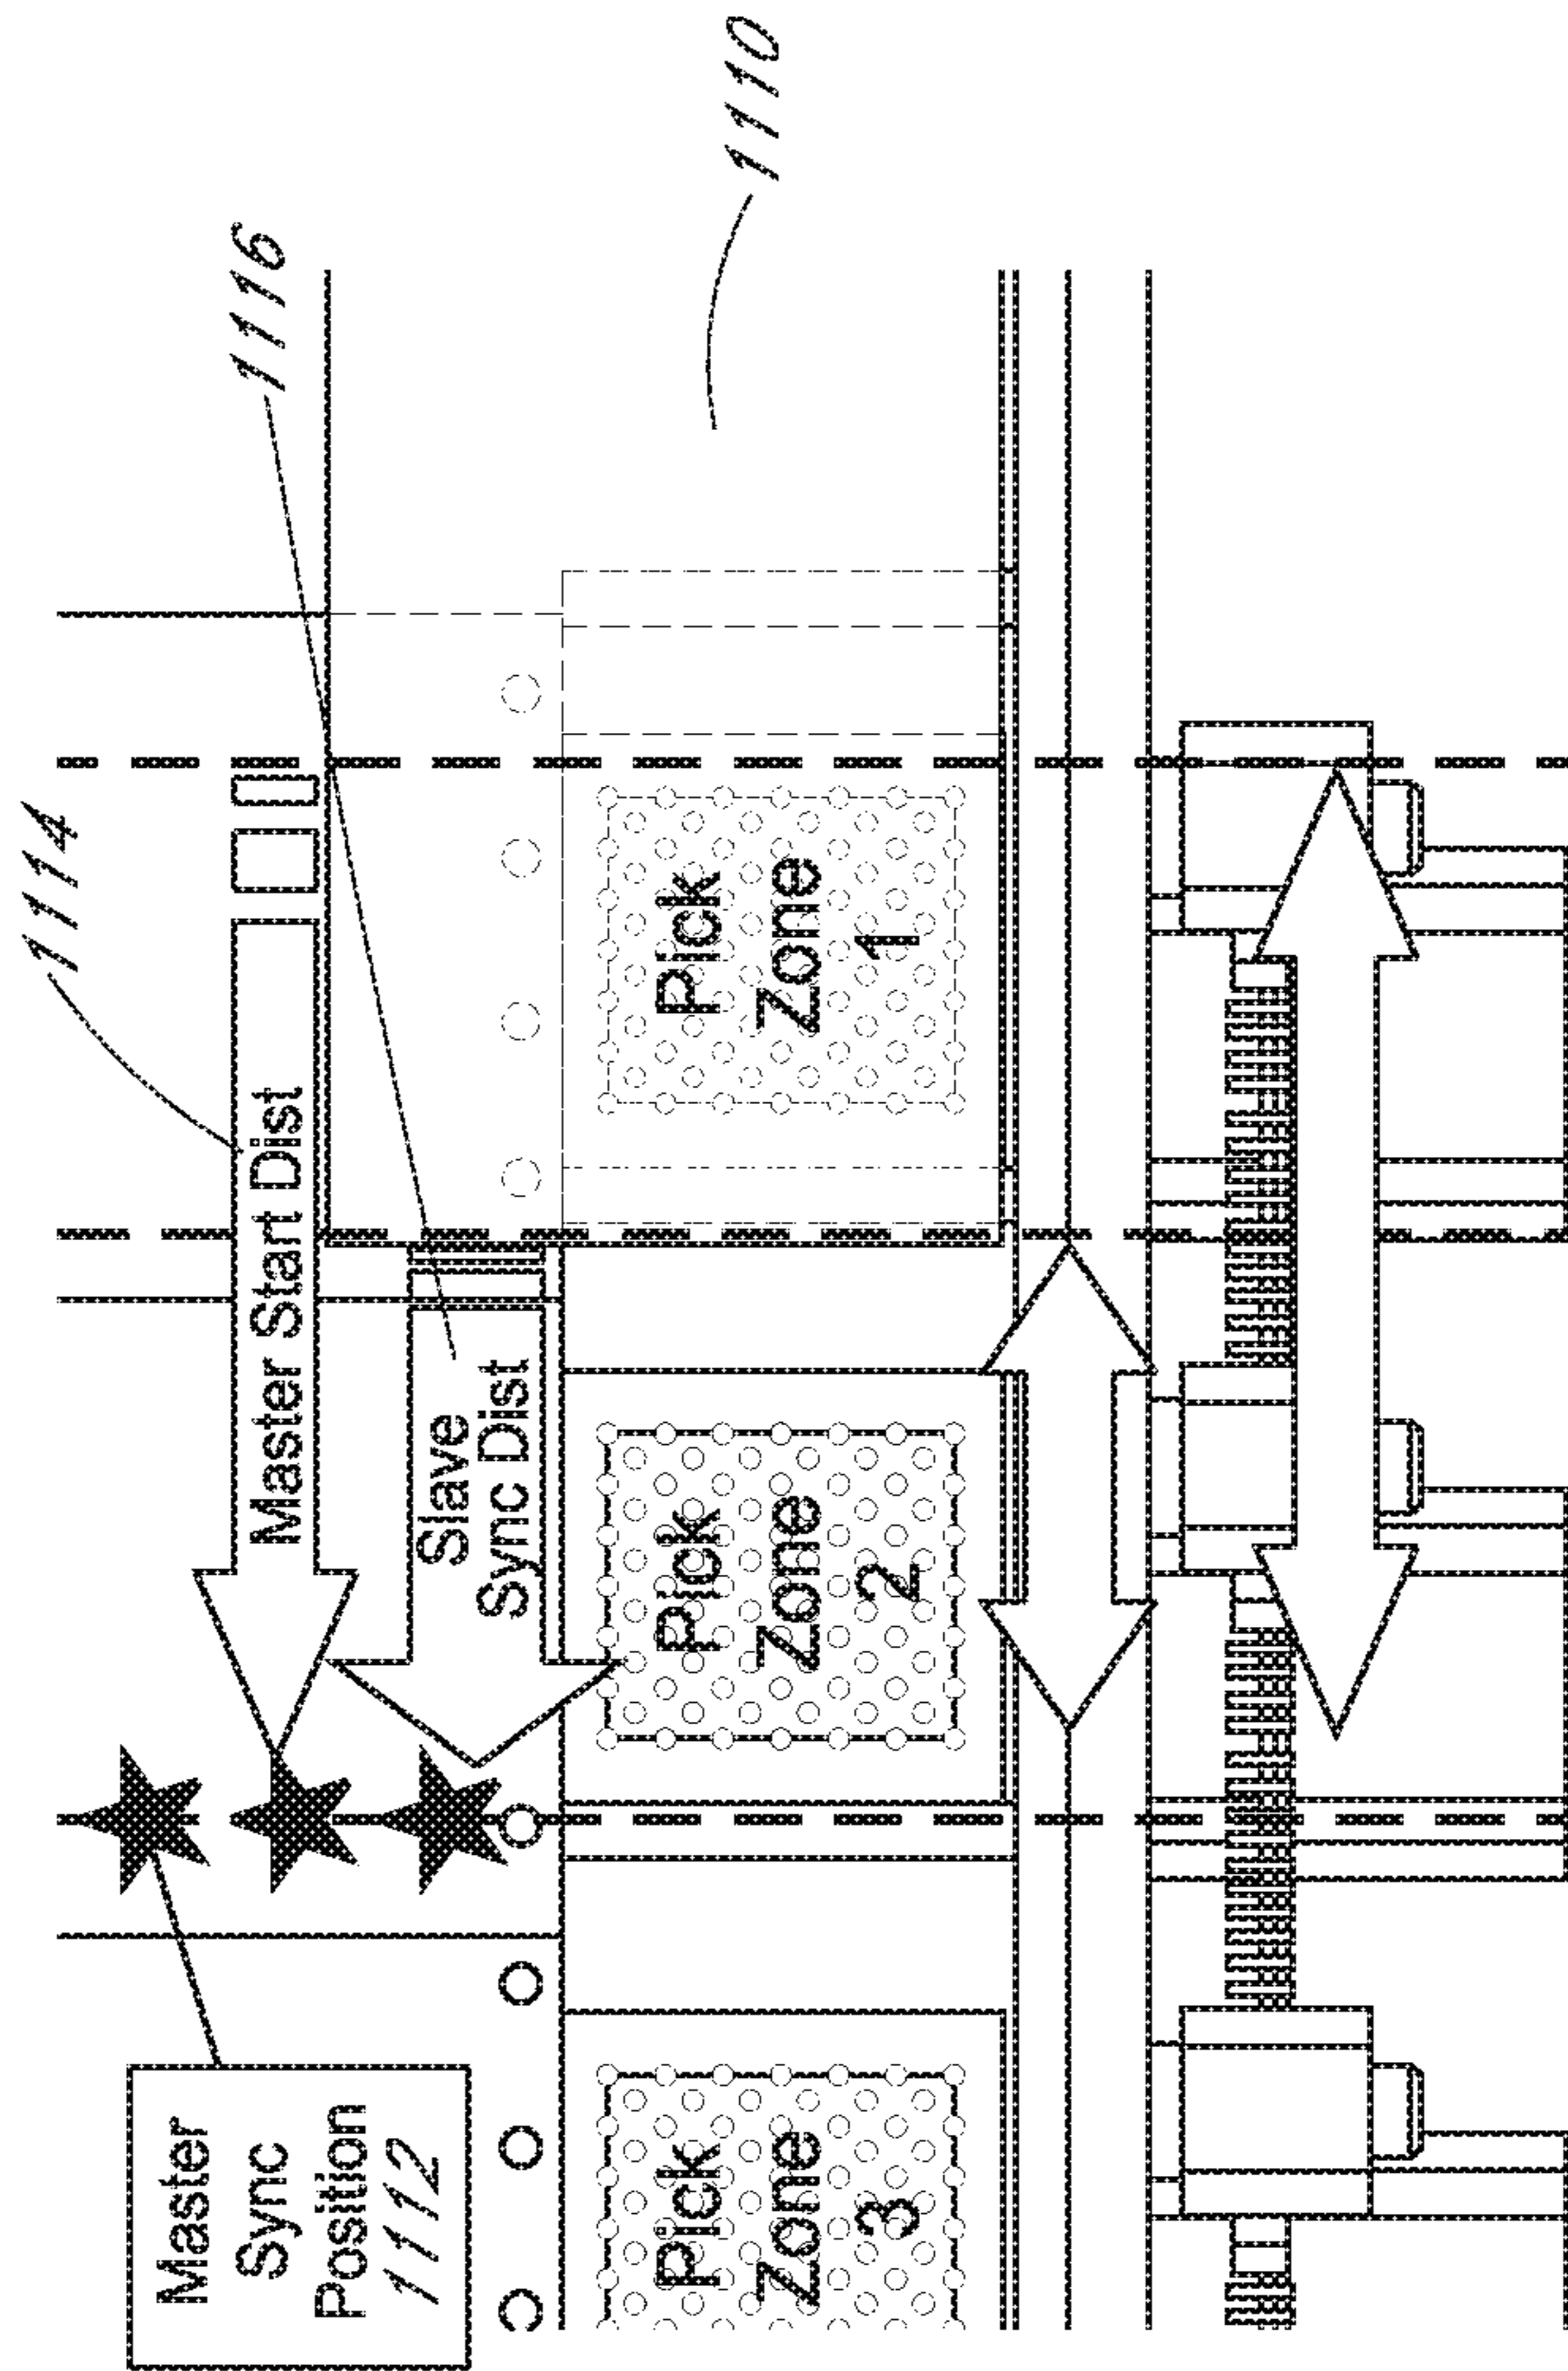 Master
Sync
Position
1112
Master Start Dist
1114
Slave
Sync Dist
1116
Pick
Zone
3
Pick
Zone
2
Pick
Zone
1
1110